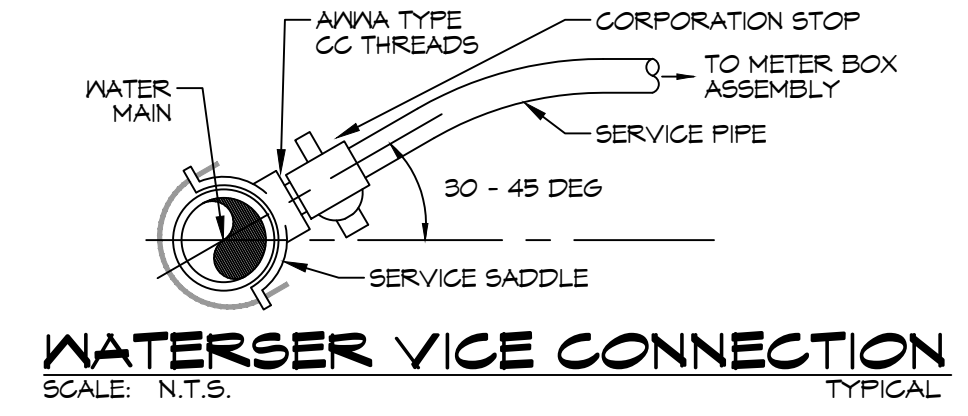 AWWA TYPE
CC THREADS
CORPORATION STOP
TO METER BOX
ASSEMBLY
WATER
MAIN
SERVICE PIPE
30 - 45 DEG
SERVICE SADDLE
WATERSER VICE CONNECTION
SCALE: N.T.S.
TYPICAL